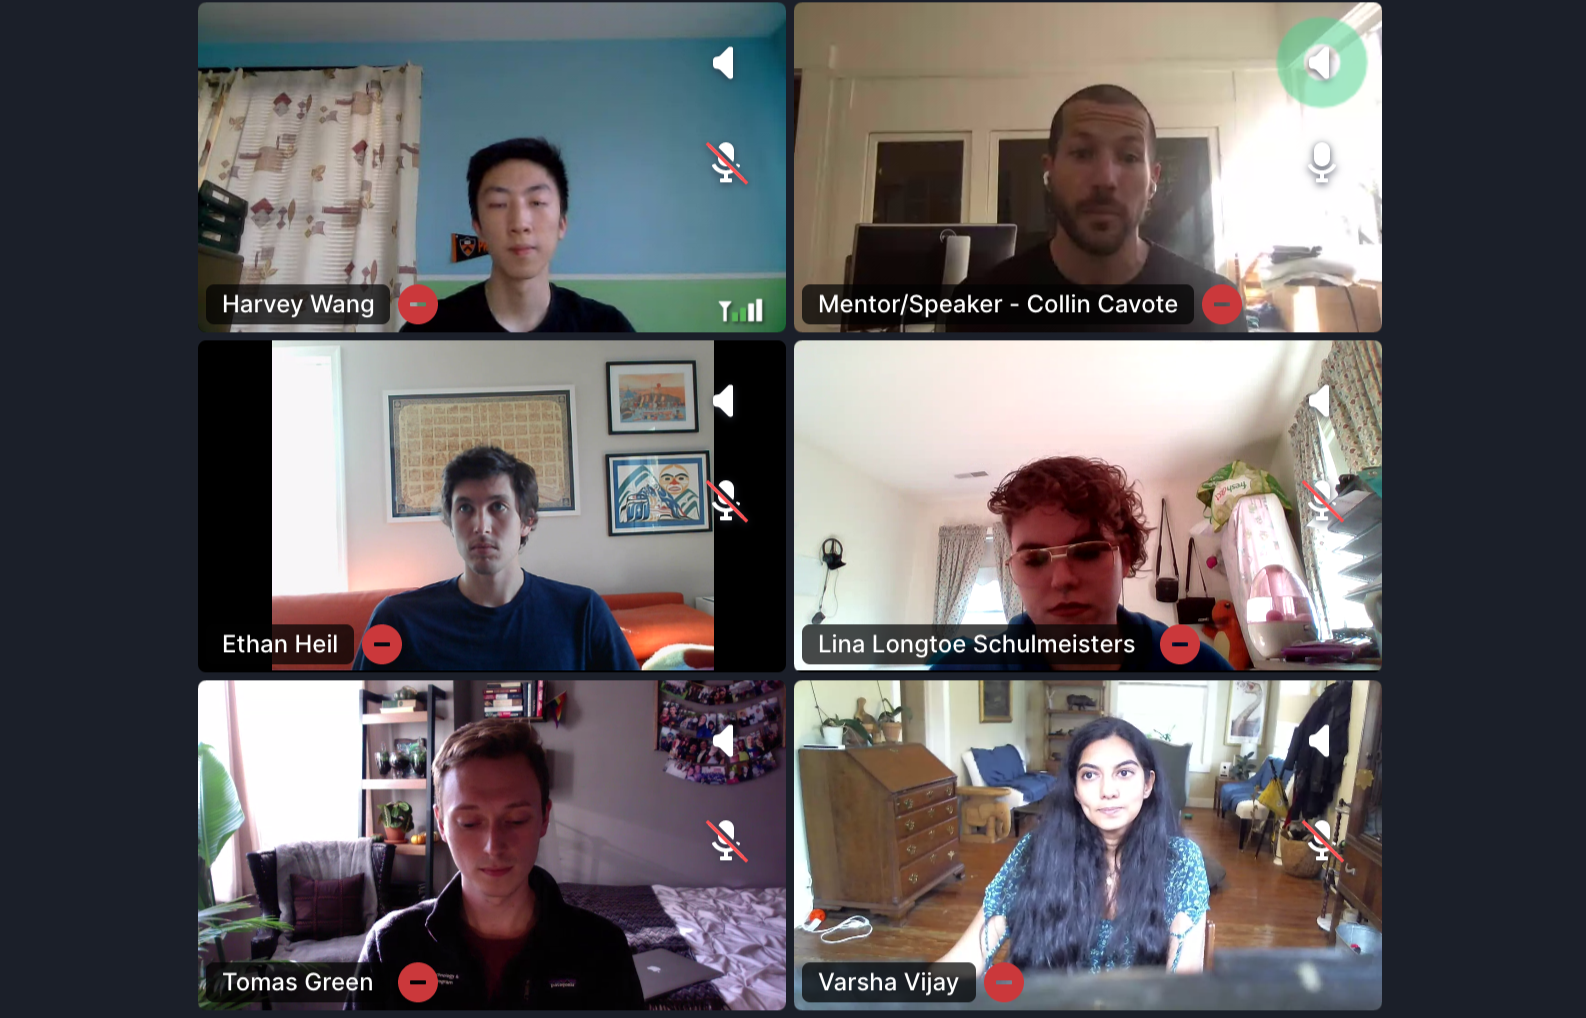 Harvey Wang
Mentor/Speaker - Collin Cavote
Ethan Heil
Lina Longtoe Schulmeisters
Tomas Green
Varsha Vijay